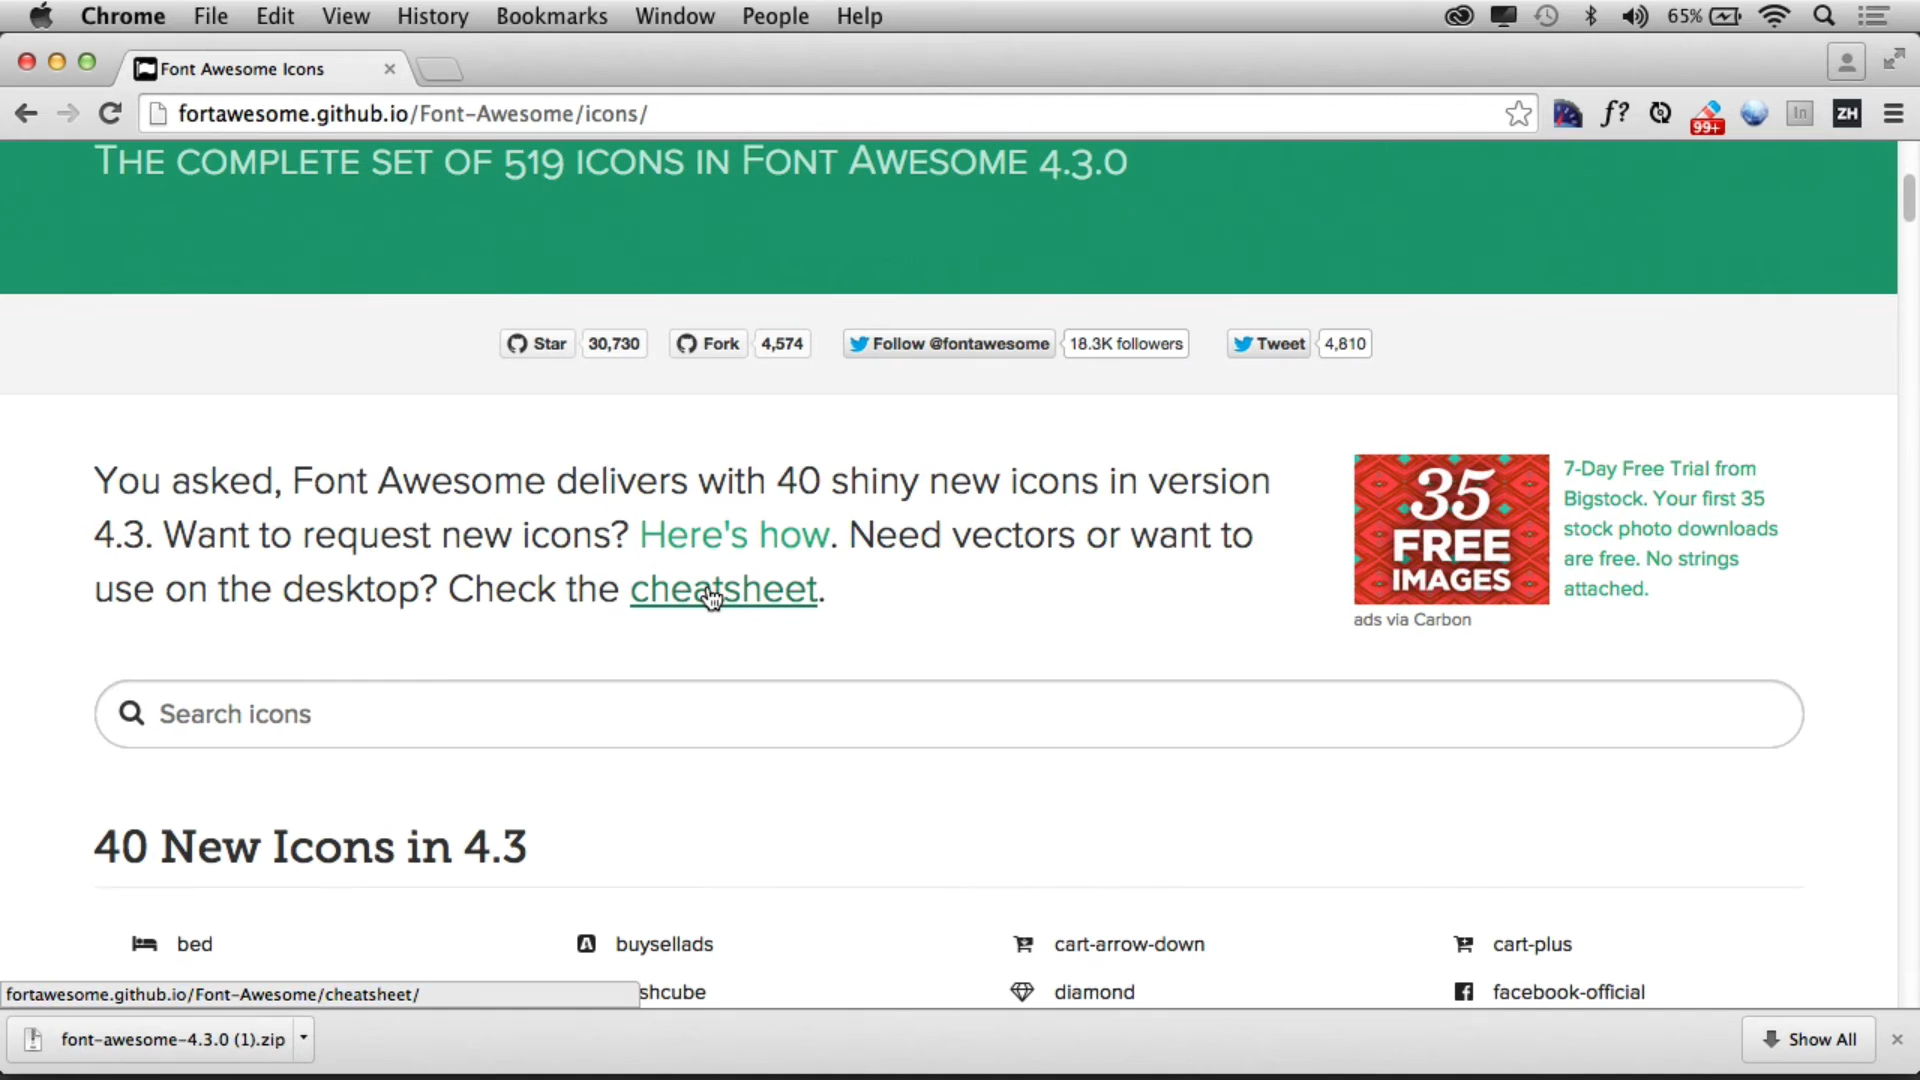 Chrome File Edit View History Bookmarks Window People Help 65%
Font Awesome Icons
fortawesome.github.io/Font-Awesome/icons/ f? 99+ In ZH
The complete set of 519 icons in Font Awesome 4.3.0
Star 30,730 Fork 4,574 Follow @fontawesome 18.3K followers Tweet 4,810
You asked, Font Awesome delivers with 40 shiny new icons in version
4.3. Want to request new icons? Here's how. Need vectors or want to
use on the desktop? Check the cheatsheet.
35
FREE
IMAGES
ads via Carbon
7-Day Free Trial from
Bigstock. Your first 35
stock photo downloads
are free. No strings
attached.
Search icons
40 New Icons in 4.3
bed buysellads cart-arrow-down cart-plus
shcube diamond facebook-official
fortawesome.github.io/Font-Awesome/cheatsheet/
font-awesome-4.3.0 (1).zip Show All